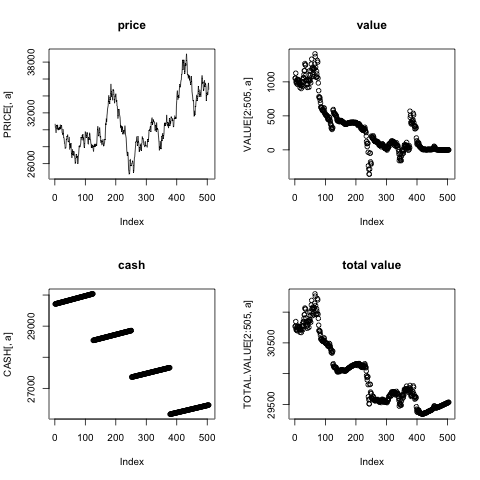 price
PRICE[, a]
26000 32000 38000
0 100 200 300 400 500
Index
value
VALUE[2:505, a]
0 500 1000
0 100 200 300 400 500
Index
cash
CASH[, a]
27000 29000
0 100 200 300 400 500
Index
total value
TOTAL.VALUE[2:505, a]
29500 30500
0 100 200 300 400 500
Index